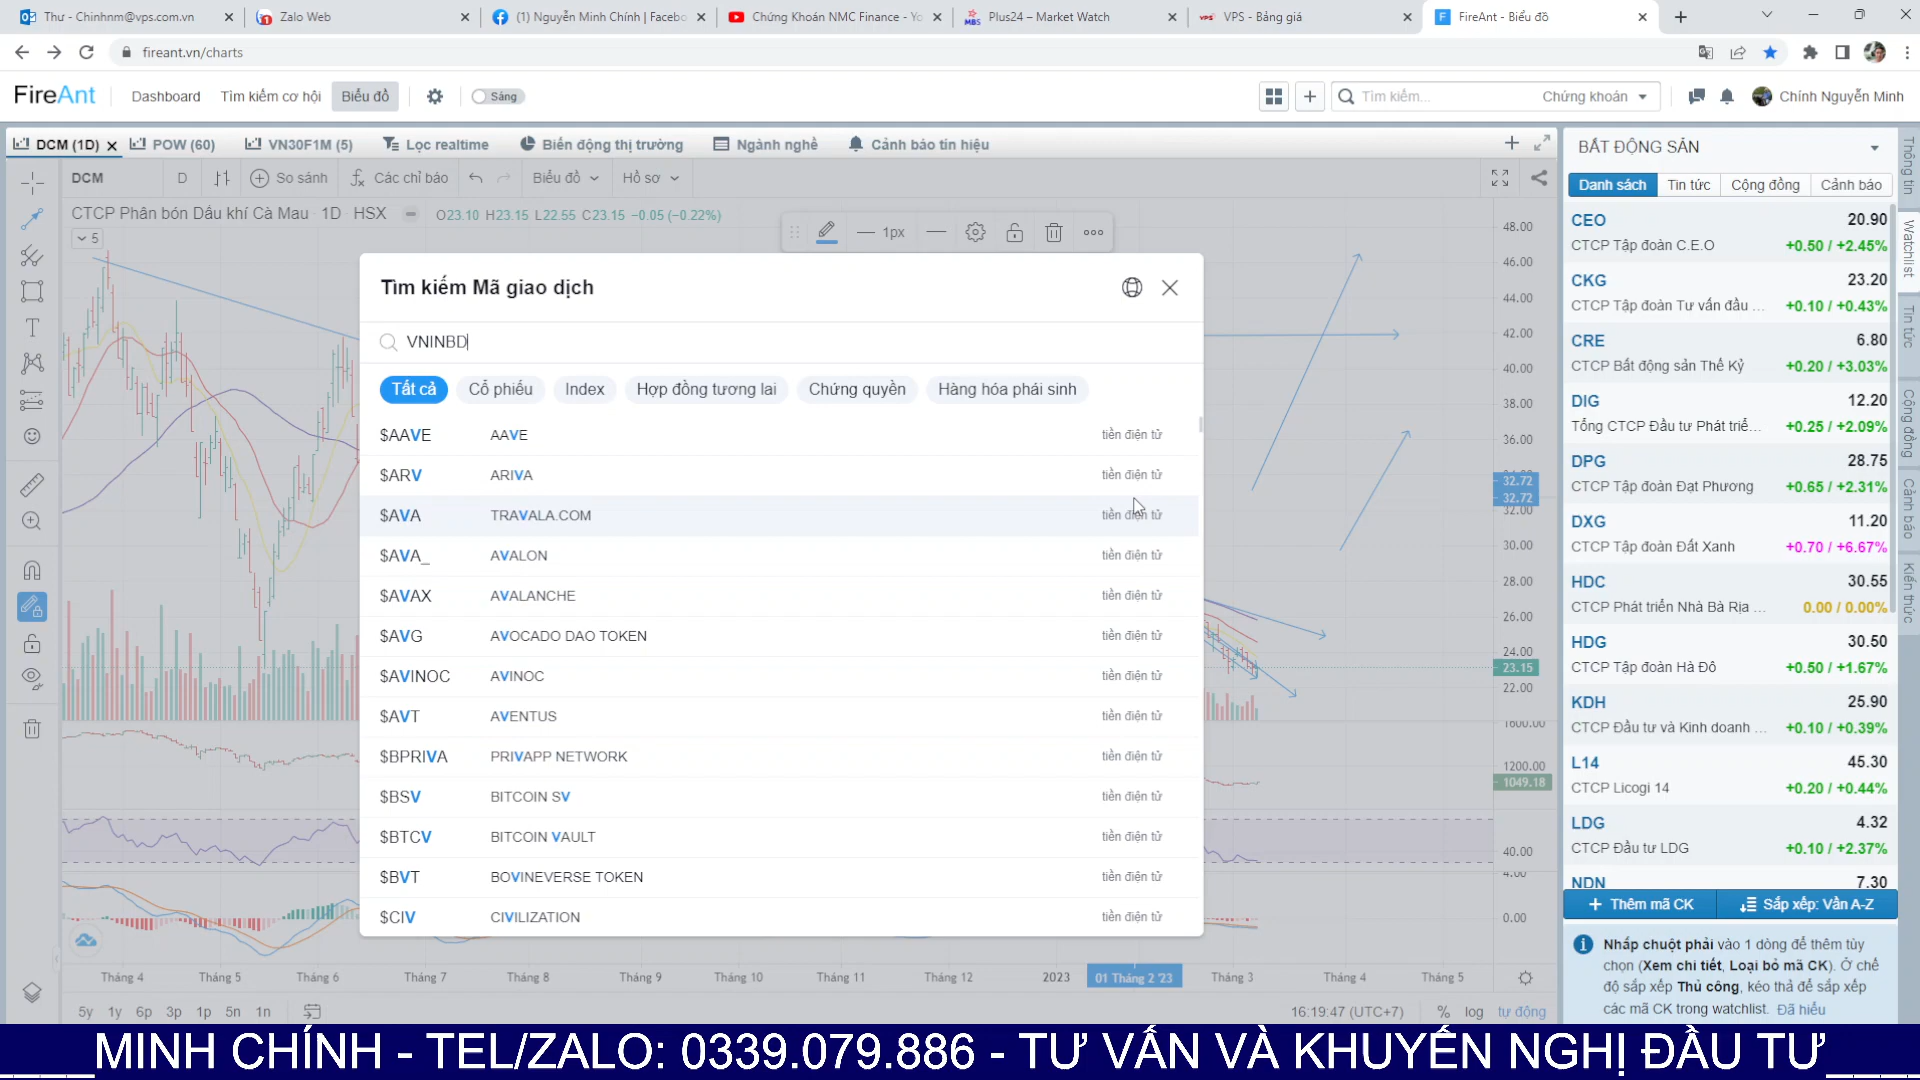 Thư - Chinhnm@vps.com.vn
Zalo Web
(1) Nguyễn Minh Chính | Facebo
Chứng Khoán NMC Finance - Yo
Plus24 – Market Watch
VPS - Bảng giá
FireAnt - Biểu đồ
fireant.vn/charts
FireAnt Dashboard Tìm kiếm cơ hội Biểu đồ Sáng Tìm kiếm... Chứng khoán Chính Nguyễn Minh
DCM (1D) POW (60) VN30F1M (5) Lọc realtime Biến động thị trường Ngành nghề Cảnh báo tín hiệu
DCM D So sánh Các chỉ báo Biểu đồ Hồ sơ
CTCP Phân bón Dầu khí Cà Mau · 1D · HSX O23.10 H23.15 L22.55 C23.15 −0.05 (−0.22%)
5
1px
Tìm kiếm Mã giao dịch
VNINBD
Tất cả Cổ phiếu Index Hợp đồng tương lai Chứng quyền Hàng hóa phái sinh
$AAVE AAVE tiền điện tử
$ARV ARIVA tiền điện tử
$AVA TRAVALA.COM tiền điện tử
$AVA_ AVALON tiền điện tử
$AVAX AVALANCHE tiền điện tử
$AVG AVOCADO DAO TOKEN tiền điện tử
$AVINOC AVINOC tiền điện tử
$AVT AVENTUS tiền điện tử
$BPRIVA PRIVAPP NETWORK tiền điện tử
$BSV BITCOIN SV tiền điện tử
$BTCV BITCOIN VAULT tiền điện tử
$BVT BOVINEVERSE TOKEN tiền điện tử
$CIV CIVILIZATION tiền điện tử
48.00
46.00
44.00
42.00
40.00
38.00
36.00
32.72
32.72
32.00
30.00
28.00
26.00
24.00
23.15
22.00
1600.00
1200.00
1049.18
40.00
4.00
0.00
Tháng 4 Tháng 5 Tháng 6 Tháng 7 Tháng 8 Tháng 9 Tháng 10 Tháng 11 Tháng 12 2023 01 Tháng 2 '23 Tháng 3 Tháng 4 Tháng 5
5y 1y 6p 3p 1p 5n 1n
16:19:47 (UTC+7) % log tự động
BẤT ĐỘNG SẢN
Danh sách Tin tức Cộng đồng Cảnh báo
CEO 20.90
CTCP Tập đoàn C.E.O +0.50 / +2.45%
CKG 23.20
CTCP Tập đoàn Tư vấn đầu ... +0.10 / +0.43%
CRE 6.80
CTCP Bất động sản Thế Kỷ +0.20 / +3.03%
DIG 12.20
Tổng CTCP Đầu tư Phát triể... +0.25 / +2.09%
DPG 28.75
CTCP Tập đoàn Đạt Phương +0.65 / +2.31%
DXG 11.20
CTCP Tập đoàn Đất Xanh +0.70 / +6.67%
HDC 30.55
CTCP Phát triển Nhà Bà Rịa ... 0.00 / 0.00%
HDG 30.50
CTCP Tập đoàn Hà Đô +0.50 / +1.67%
KDH 25.90
CTCP Đầu tư và Kinh doanh ... +0.10 / +0.39%
L14 45.30
CTCP Licogi 14 +0.20 / +0.44%
LDG 4.32
CTCP Đầu tư LDG +0.10 / +2.37%
NDN 7.30
Thêm mã CK Sắp xếp: Vần A-Z
Nhấp chuột phải vào 1 dòng để thêm tùy
chọn (Xem chi tiết, Loại bỏ mã CK). Ở chế
độ sắp xếp Thủ công, kéo thả để sắp xếp
các mã CK trong watchlist. Đã hiểu
Thông tin
Watchlist
Tin tức
Cộng đồng
Cảnh báo
Kiến thức
____MINH CHÍNH - TEL/ZALO: 0339.079.886 - TƯ VẤN VÀ KHUYẾN NGHỊ ĐẦU TƯ____